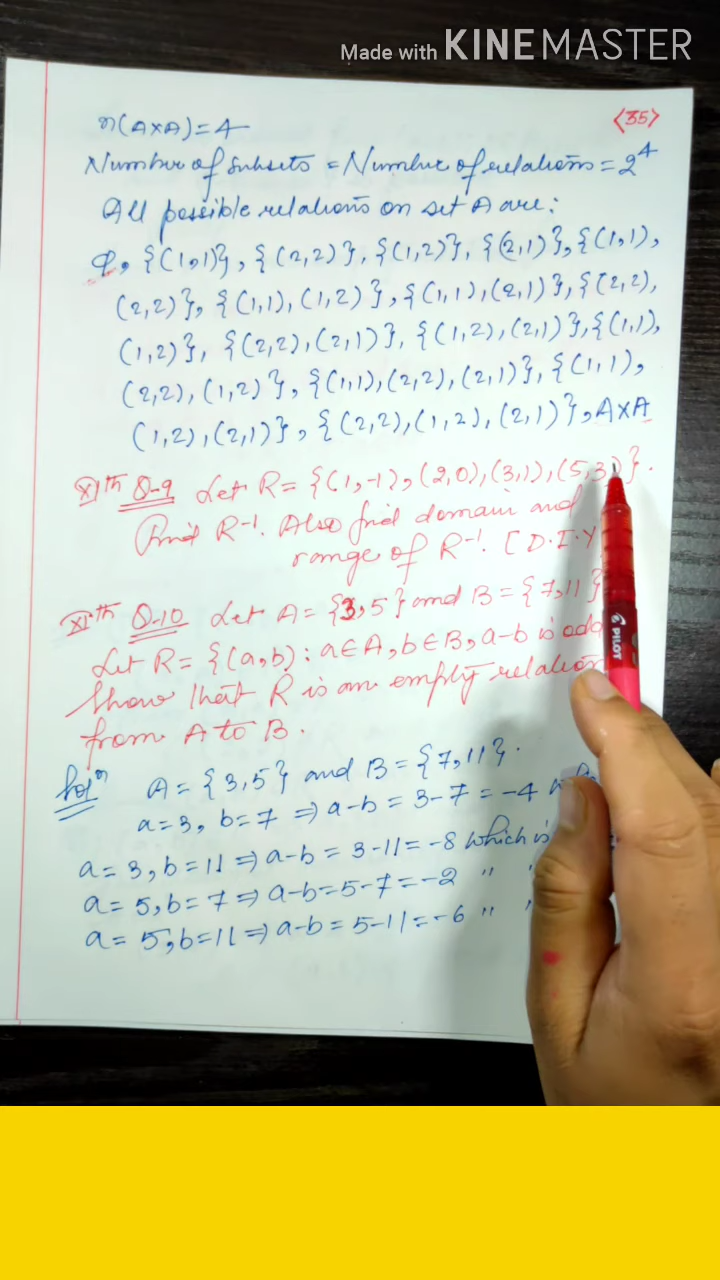 Made with KINEMASTER
n(A×A)=4
<35>
Number of subsets = Number of relations = 2⁴
All possible relations on set A are:
φ, {(1,1)}, {(2,2)}, {(1,2)}, {(2,1)}, {(1,1),
(2,2)}, {(1,1), (1,2)}, {(1,1), (2,1)}, {(2,2),
(1,2)}, {(2,2), (2,1)}, {(1,2), (2,1)}, {(1,1),
(2,2), (1,2)}, {(1,1), (2,2), (2,1)}, {(1,1),
(1,2), (2,1)}, {(2,2), (1,2), (2,1)}, A×A
XIth Q-9 Let R = {(1,-1), (2,0), (3,1), (5,3)}.
Find R⁻¹. Also find domain and
range of R⁻¹. [D.I.Y
XIth Q-10 Let A = {3,5} and B = {7,11}
Let R = {(a,b): a∈A, b∈B, a-b is odd
Show that R is an empty relation
from A to B.
Solⁿ A = {3,5} and B = {7,11}.
a=3, b=7 ⇒ a-b = 3-7 = -4
a=3, b=11 ⇒ a-b = 3-11 = -8 which is
a=5, b=7 ⇒ a-b = 5-7 = -2 "
a=5, b=11 ⇒ a-b = 5-11 = -6 "
PILOT